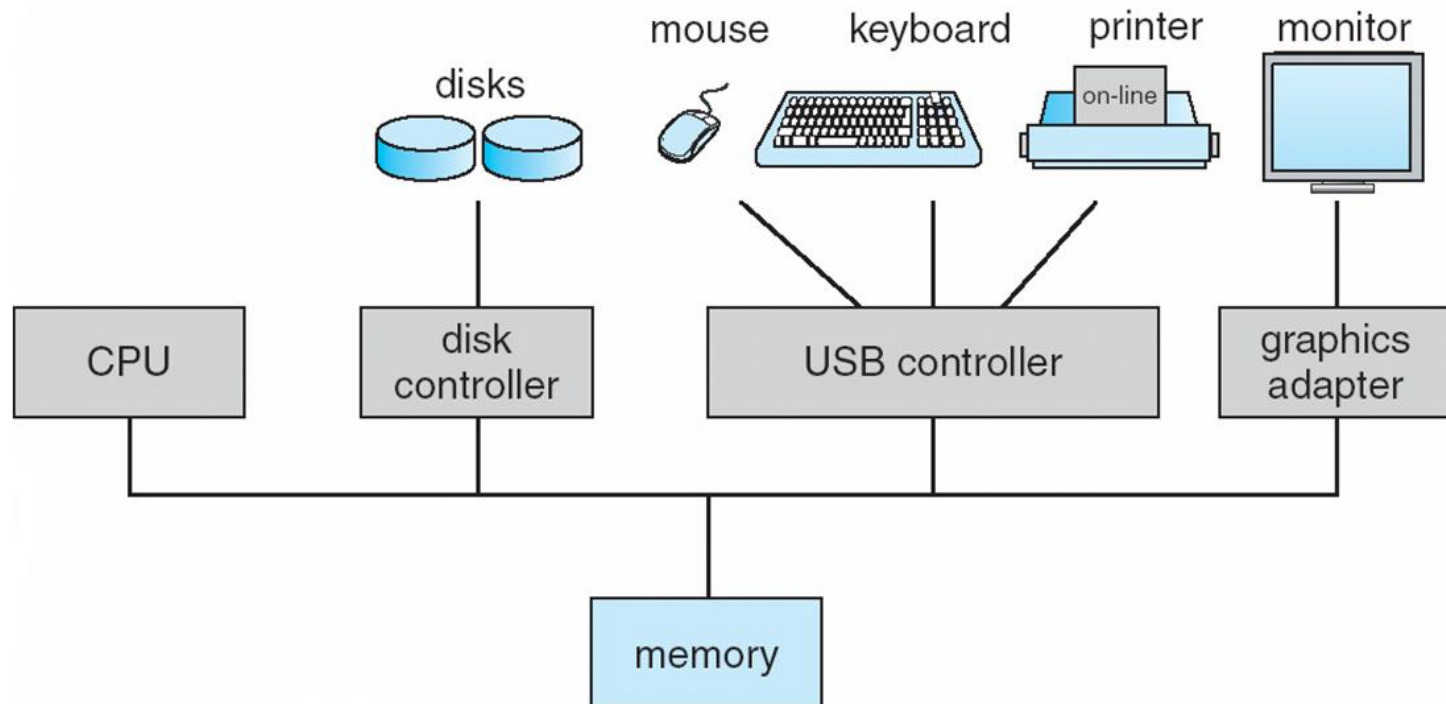 mouse
keyboard
printer
monitor
disks
on-line
CPU
disk
controller
USB controller
graphics
adapter
memory